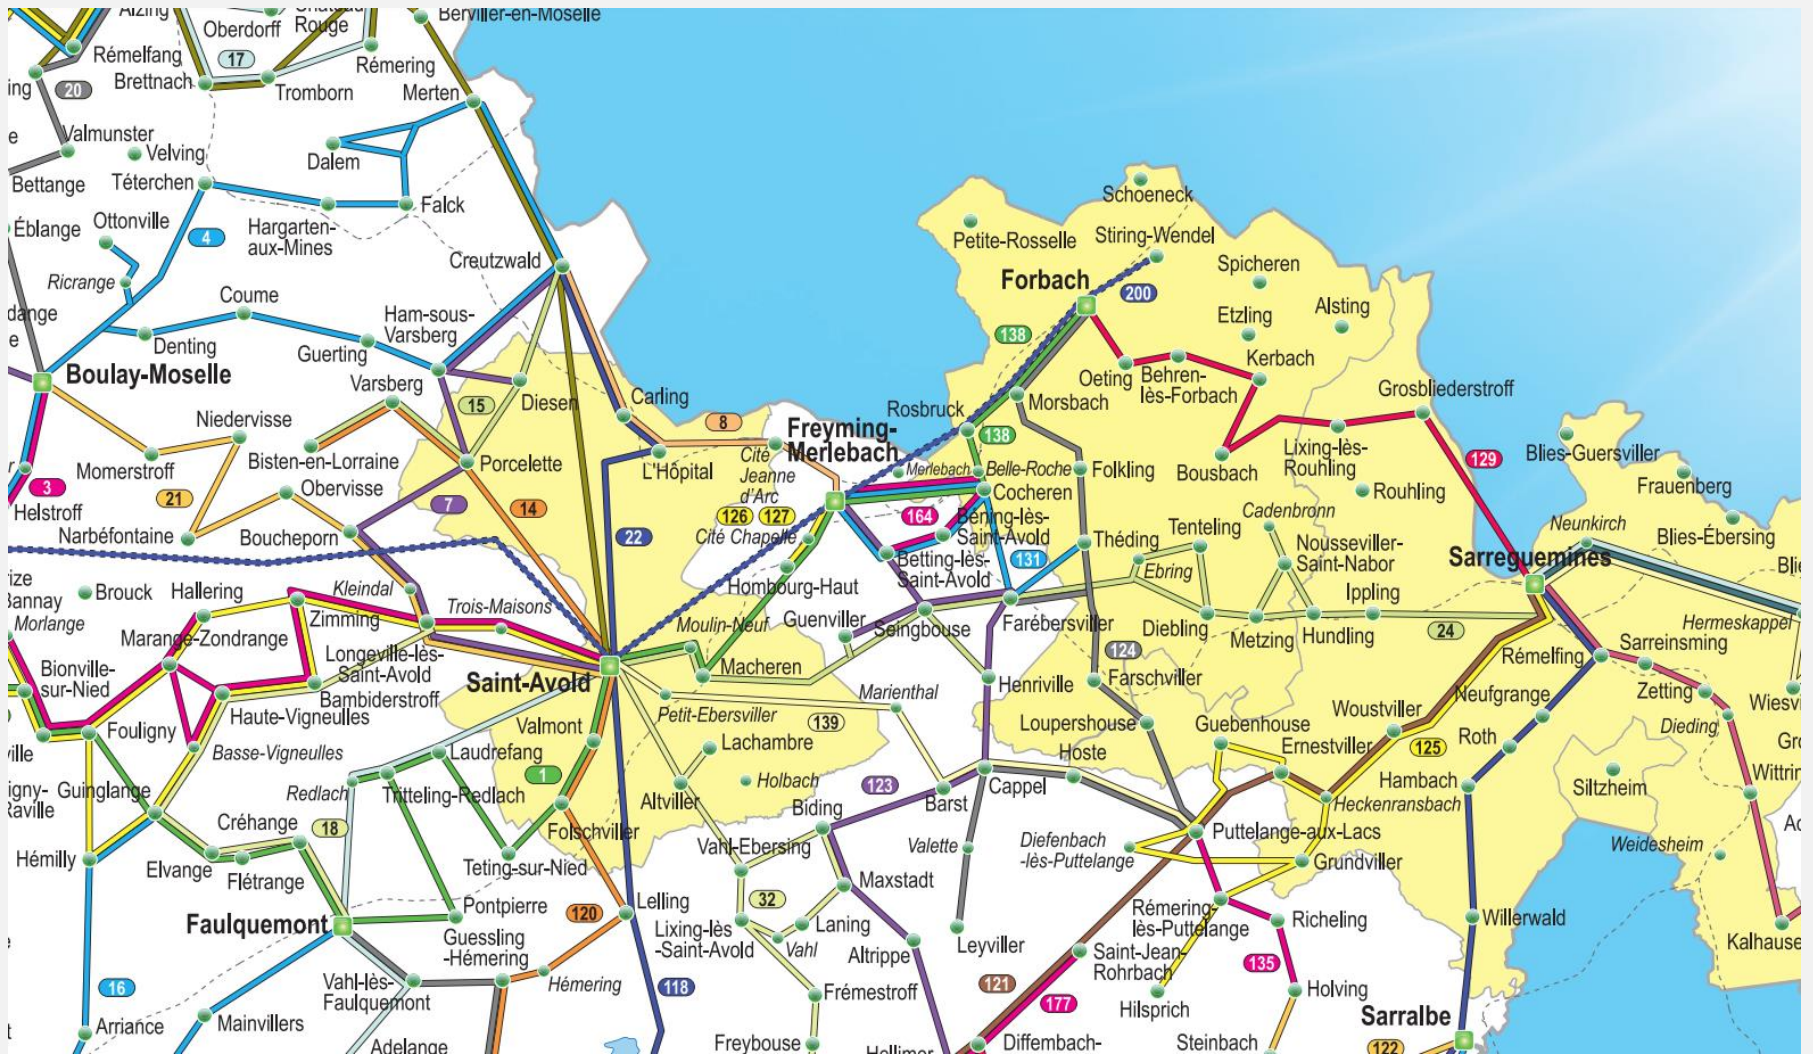 Berviller-en-Moselle
Oberdorff
Rouge
Rémelfang
17
Rémering
Brettnach
20
Tromborn
Merten
Valmunster
Velving
Dalem
Bettange
Téterchen
Falck
Ottonville
Éblange
4
Hargarten-
aux-Mines
Ricrange
Creutzwald
Coume
Ham-sous-
Varsberg
Denting
Guerting
Boulay-Moselle
Varsberg
Schoeneck
Petite-Rosselle
Stiring-Wendel
Forbach
200
Spicheren
Alsting
Etzling
138
Kerbach
Oeting
Behren-
lès-Forbach
Grosbliederstroff
Niedervisse
15
Diesen
Carling
8
Rosbruck
Morsbach
Freyming-
Merlebach
138
Momerstroff
Bisten-en-Lorraine
Porcelette
L'Hôpital
Cité
Jeanne
d'Arc
Merlebach
Belle-Roche
Folkling
Bousbach
Lixing-lès-
Rouhling
129
Blies-Guersviller
3
21
Obervisse
Cocheren
Rouhling
Frauenberg
Helstroff
7
14
126
127
164
Béning-lès-
Saint-Avold
Cadenbronn
Neunkirch
Narbéfontaine
Boucheporn
22
Cité Chapelle
Théding
Tenteling
Blies-Ébersing
Betting-lès-
Saint-Avold
131
Nousseviller-
Saint-Nabor
Sarreguemines
Ebring
Brouck
Hallering
Kleindal
Hombourg-Haut
Ippling
Bannay
Morlange
Zimming
Trois-Maisons
Moulin-Neuf
Guenviller
Seingbouse
Farébersviller
Diebling
Metzing
Hundling
24
Hermeskappel
Marange-Zondrange
Longeville-lès-
Saint-Avold
124
Rémelfing
Sarreinsming
Bionville-
sur-Nied
Bambiderstroff
Saint-Avold
Macheren
Marienthal
Henriville
Farschviller
Neufgrange
Zetting
Haute-Vigneulles
Valmont
Petit-Ebersviller
139
Loupershouse
Guebenhouse
Woustviller
Dieding
Fouligny
Basse-Vigneulles
Laudrefang
Lachambre
Hoste
Ernestviller
125
Roth
Guinglange
Redlach
Tritteling-Redlach
1
Holbach
123
Barst
Cappel
Heckenransbach
Hambach
Siltzheim
Altviller
Biding
Créhange
18
Folschviller
Puttelange-aux-Lacs
Hémilly
Elvange
Flétrange
Teting-sur-Nied
Vahl-Ebersing
Valette
Diefenbach
-lès-Puttelange
Grundviller
Weidesheim
Maxstadt
32
Faulquemont
Pontpierre
120
Lelling
Laning
Rémering-
lès-Puttelange
Richeling
Willerwald
Guessling
-Hémering
Lixing-lès
-Saint-Avold
Vahl
Altrippe
Leyviller
Saint-Jean-
Rohrbach
135
16
Vahl-lès-
Faulquemont
Hémering
118
Frémestroff
121
177
Hilsprich
Holving
Arriance
Mainvillers
Sarralbe
Adelange
Freybouse
Diffembach-
Steinbach
122